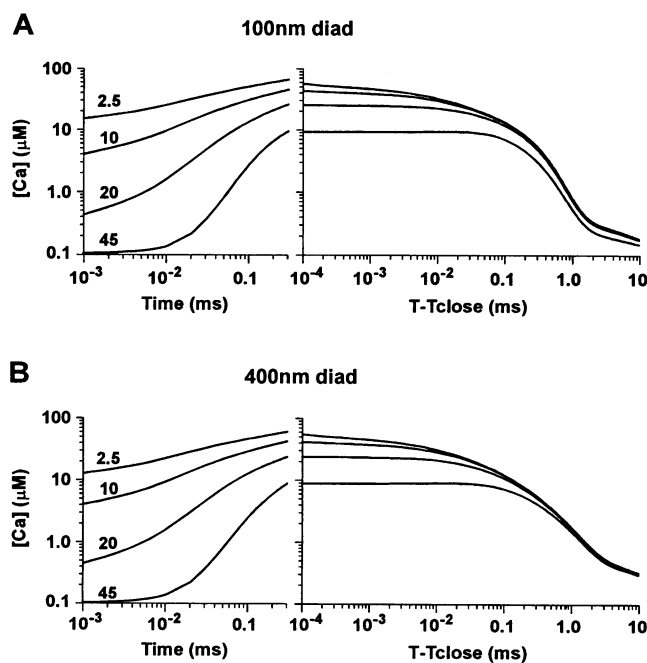 A
100nm diad
100
10
1.0
0.1
[Ca] (μM)
2.5
10
20
45
10⁻³ 10⁻² 0.1
Time (ms)
10⁻⁴ 10⁻³ 10⁻² 0.1 1.0 10
T-Tclose (ms)
B
400nm diad
100
10
1.0
0.1
[Ca] (μM)
2.5
10
20
45
10⁻³ 10⁻² 0.1
Time (ms)
10⁻⁴ 10⁻³ 10⁻² 0.1 1.0 10
T-Tclose (ms)